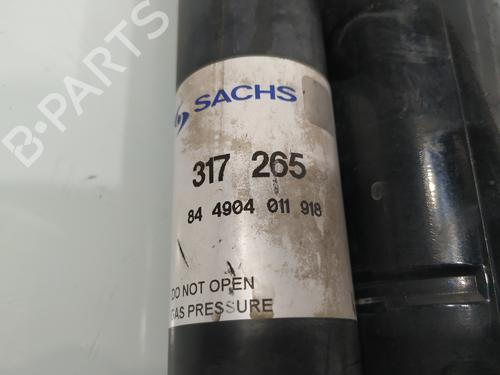 B-PARTS
SACHS
317 265
84 4904 011 918
DO NOT OPEN
GAS PRESSURE